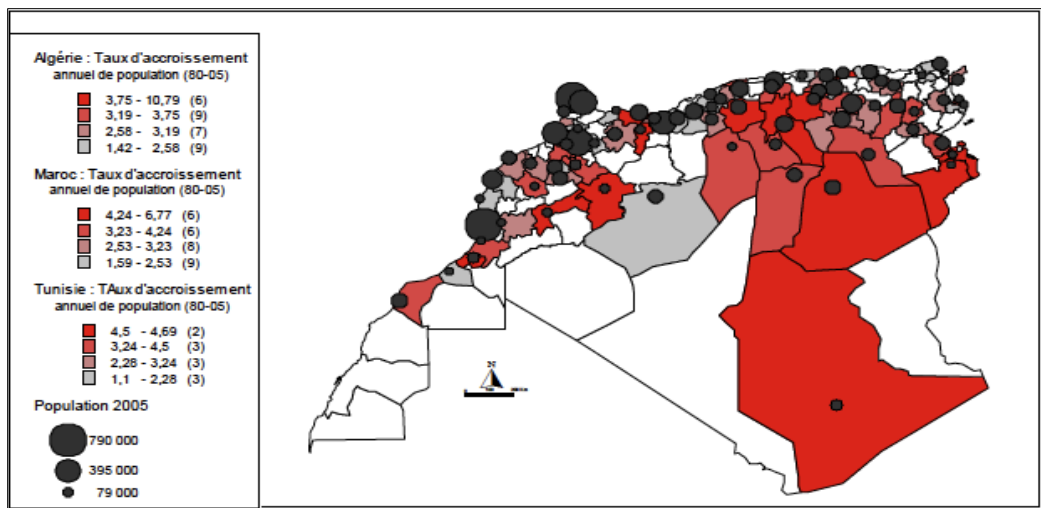 Algérie : Taux d'accroissement
annuel de population (80-05)
3,75 - 10,79 (6)
3,19 - 3,75 (9)
2,58 - 3,19 (7)
1,42 - 2,58 (9)
Maroc : Taux d'accroissement
annuel de population (80-05)
4,24 - 6,77 (6)
3,23 - 4,24 (6)
2,53 - 3,23 (8)
1,59 - 2,53 (9)
Tunisie : TAux d'accroissement
annuel de population (80-05)
4,5 - 4,69 (2)
3,24 - 4,5 (3)
2,28 - 3,24 (3)
1,1 - 2,28 (3)
Population 2005
790 000
395 000
79 000